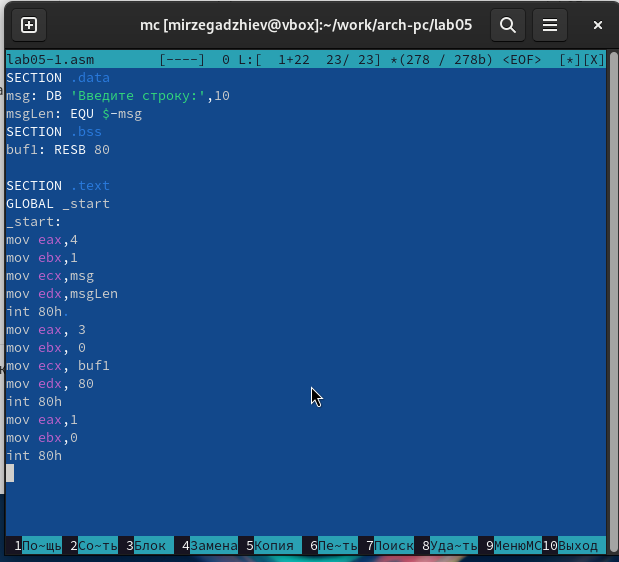 mc [mirzegadzhiev@vbox]:~/work/arch-pc/lab05
lab05-1.asm [----] 0 L:[ 1+22 23/ 23] *(278 / 278b) <EOF> [*][X]
SECTION .data
msg: DB 'Введите строку:',10
msgLen: EQU $-msg
SECTION .bss
buf1: RESB 80
SECTION .text
GLOBAL _start
_start:
mov eax,4
mov ebx,1
mov ecx,msg
mov edx,msgLen
int 80h
mov eax, 3
mov ebx, 0
mov ecx, buf1
mov edx, 80
int 80h
mov eax,1
mov ebx,0
int 80h
1По~щь 2Со~ть 3Блок 4Замена 5Копия 6Пе~ть 7Поиск 8Уда~ть 9МенюMC 10Выход